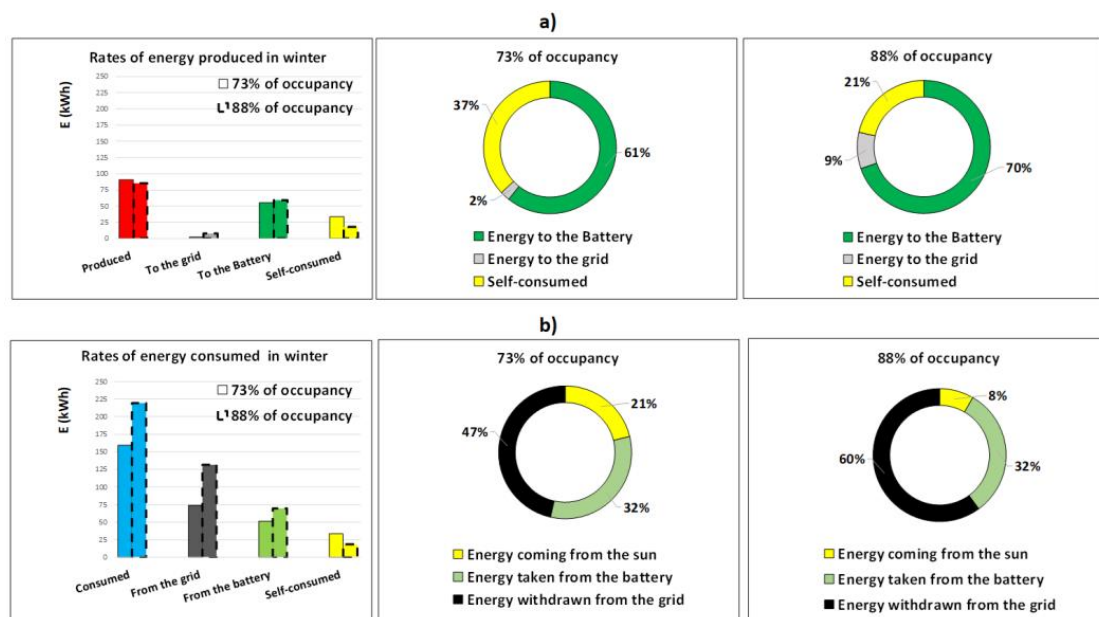 a)
Rates of energy produced in winter
E (kWh)
250
225
200
175
150
125
100
75
50
25
0
73% of occupancy
88% of occupancy
Produced
To the grid
To the Battery
Self-consumed
73% of occupancy
37%
61%
2%
Energy to the Battery
Energy to the grid
Self-consumed
88% of occupancy
21%
9%
70%
Energy to the Battery
Energy to the grid
Self-consumed
b)
Rates of energy consumed in winter
E (kWh)
250
225
200
175
150
125
100
75
50
25
0
73% of occupancy
88% of occupancy
Consumed
From the grid
From the battery
Self-consumed
73% of occupancy
21%
47%
32%
Energy coming from the sun
Energy taken from the battery
Energy withdrawn from the grid
88% of occupancy
8%
60%
32%
Energy coming from the sun
Energy taken from the battery
Energy withdrawn from the grid